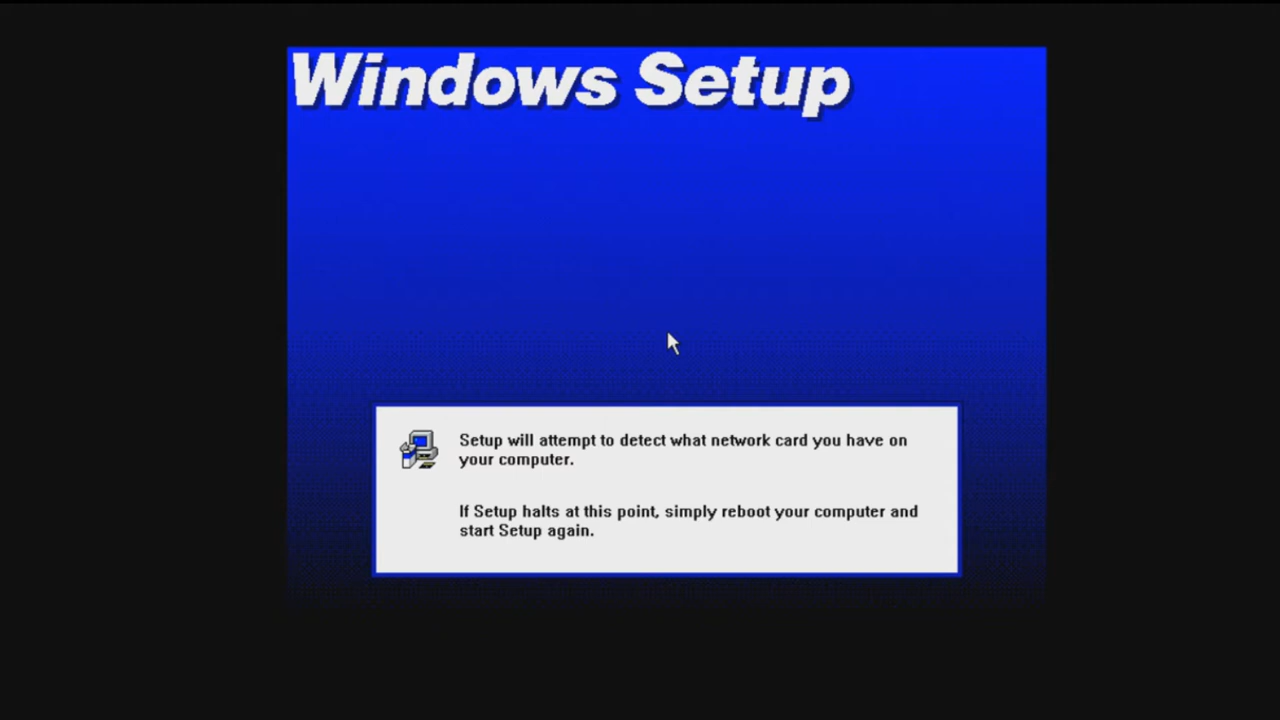 Windows Setup
Setup will attempt to detect what network card you have on
your computer.
If Setup halts at this point, simply reboot your computer and
start Setup again.